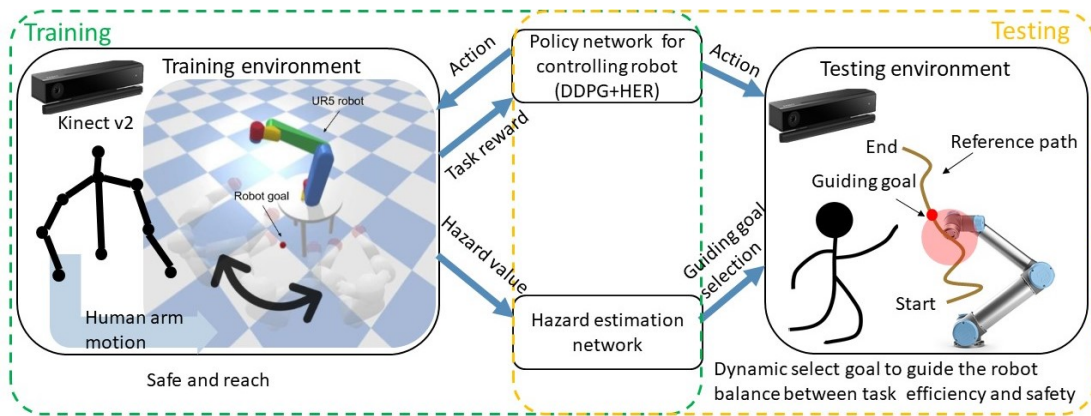 Training
Testing
Training environment
Kinect v2
UR5 robot
Robot goal
Human arm
motion
Safe and reach
Action
Task reward
Hazard value
Policy network for
controlling robot
(DDPG+HER)
Hazard estimation
network
Action
Guiding goal
selection
Testing environment
End
Reference path
Guiding goal
Start
Dynamic select goal to guide the robot
balance between task efficiency and safety